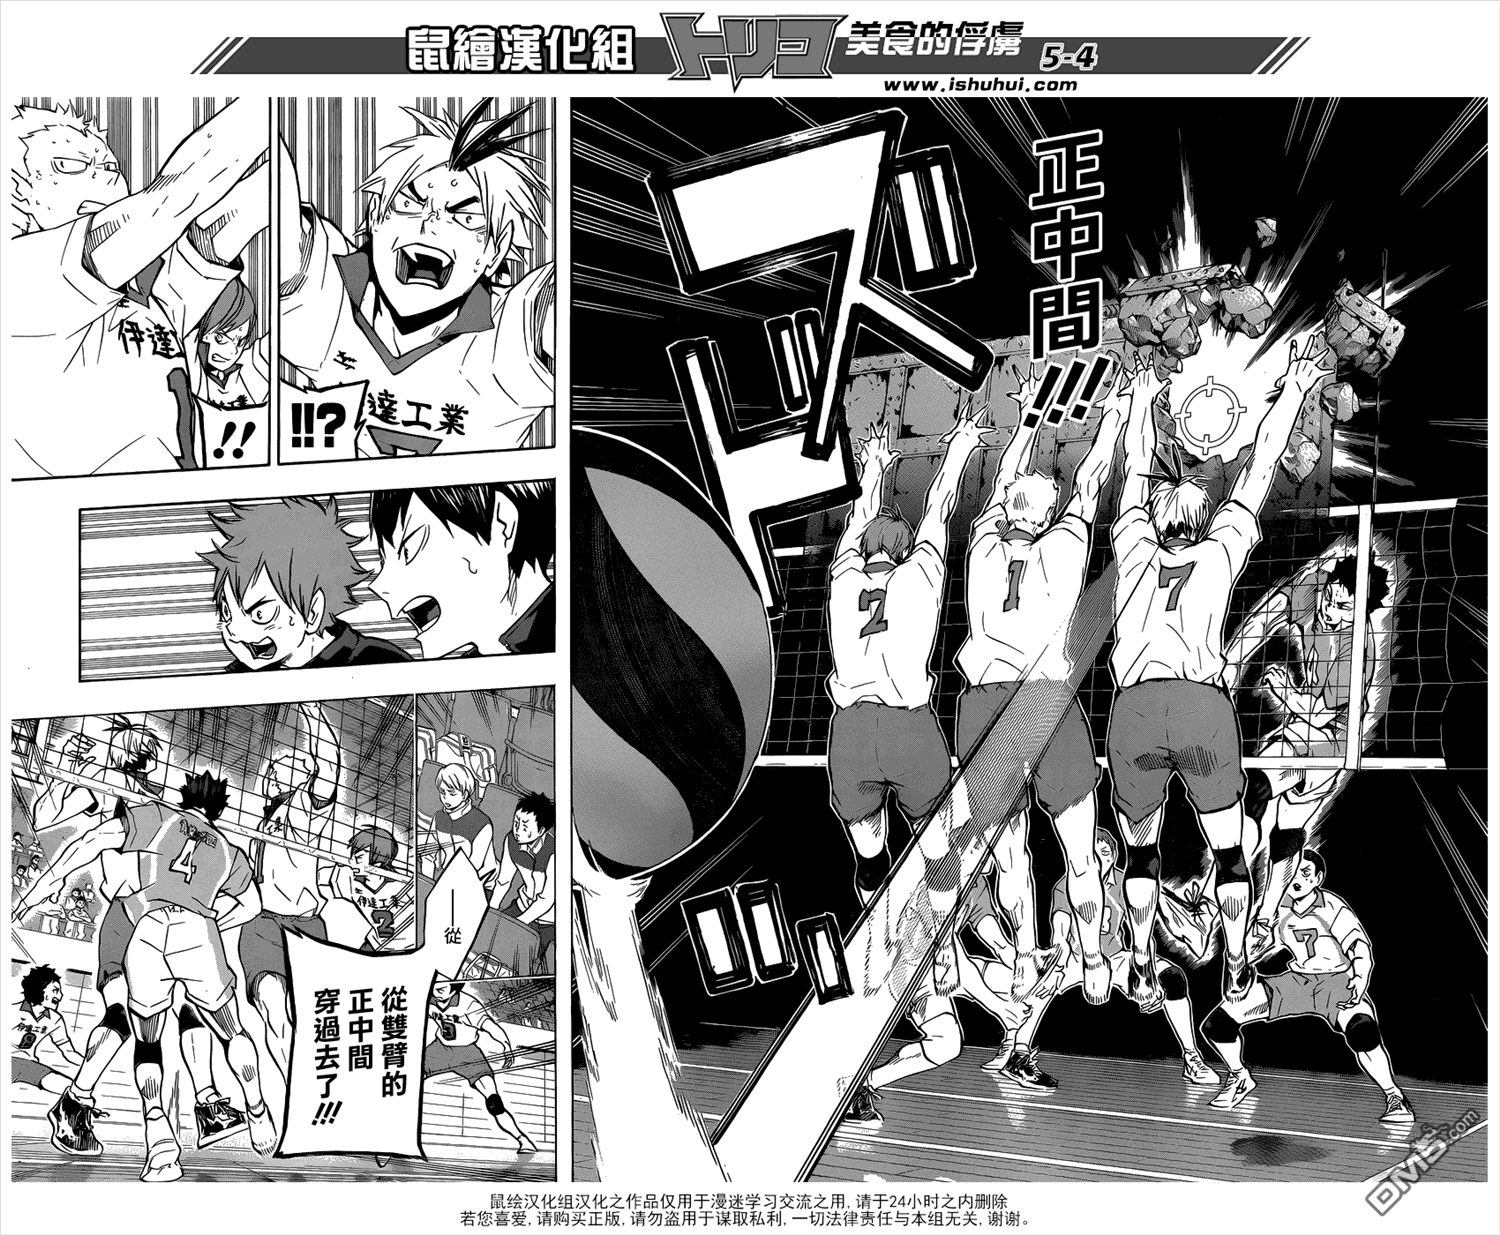 鼠繪漢化組
トリコ
美食的俘虜
5-4
www.ishuhui.com
正中間!!!
ズドッ
伊達
1
!!
達工業
7
!!?
2
1
7
7
4
伊達工業
2
—從
從雙臂的
正中間
穿過去了!!!
鼠绘汉化组汉化之作品仅用于漫迷学习交流之用, 请于24小时之内删除
若您喜爱, 请购买正版, 请勿盗用于谋取私利, 一切法律责任与本组无关, 谢谢。
DM5.com